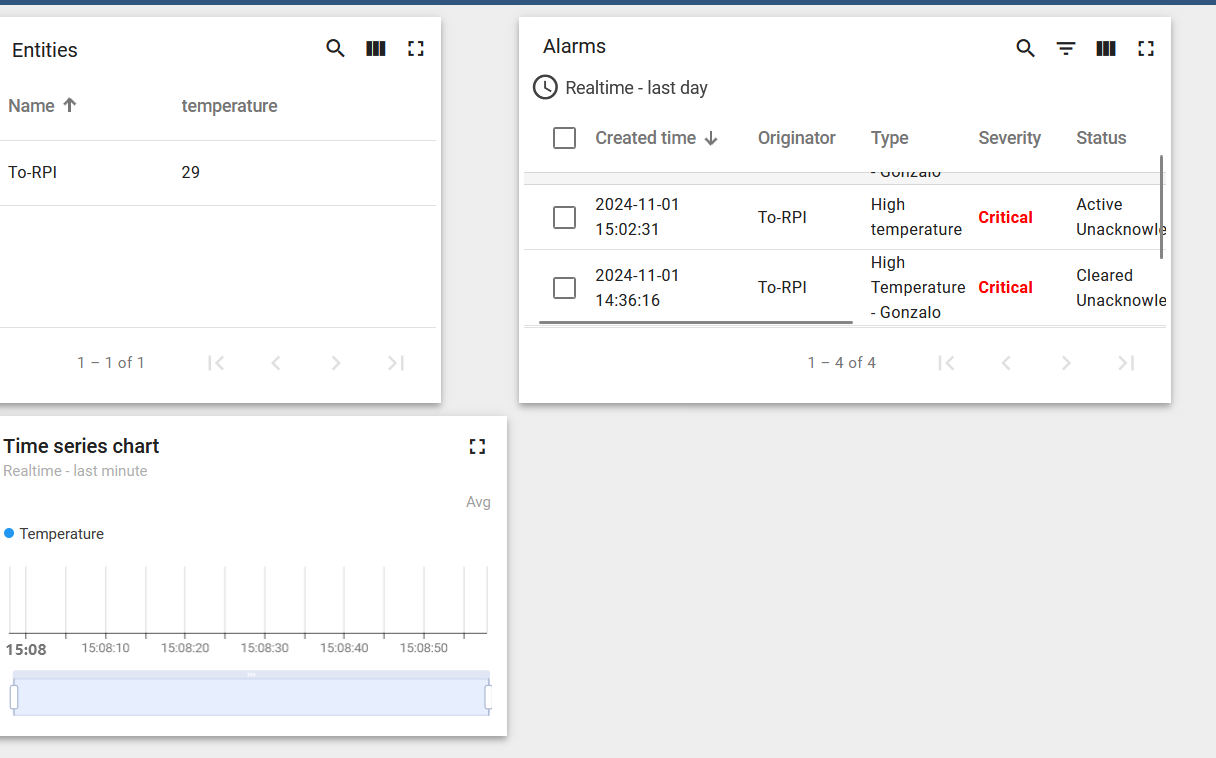 Entities
Name temperature
To-RPI 29
1 – 1 of 1
Alarms
Realtime - last day
Created time Originator Type Severity Status
- Gonzalo
2024-11-01
15:02:31
To-RPI
High
temperature
Critical
Active
Unacknowle
2024-11-01
14:36:16
To-RPI
High
Temperature
- Gonzalo
Critical
Cleared
Unacknowle
1 – 4 of 4
Time series chart
Realtime - last minute
Avg
Temperature
15:08 15:08:10 15:08:20 15:08:30 15:08:40 15:08:50